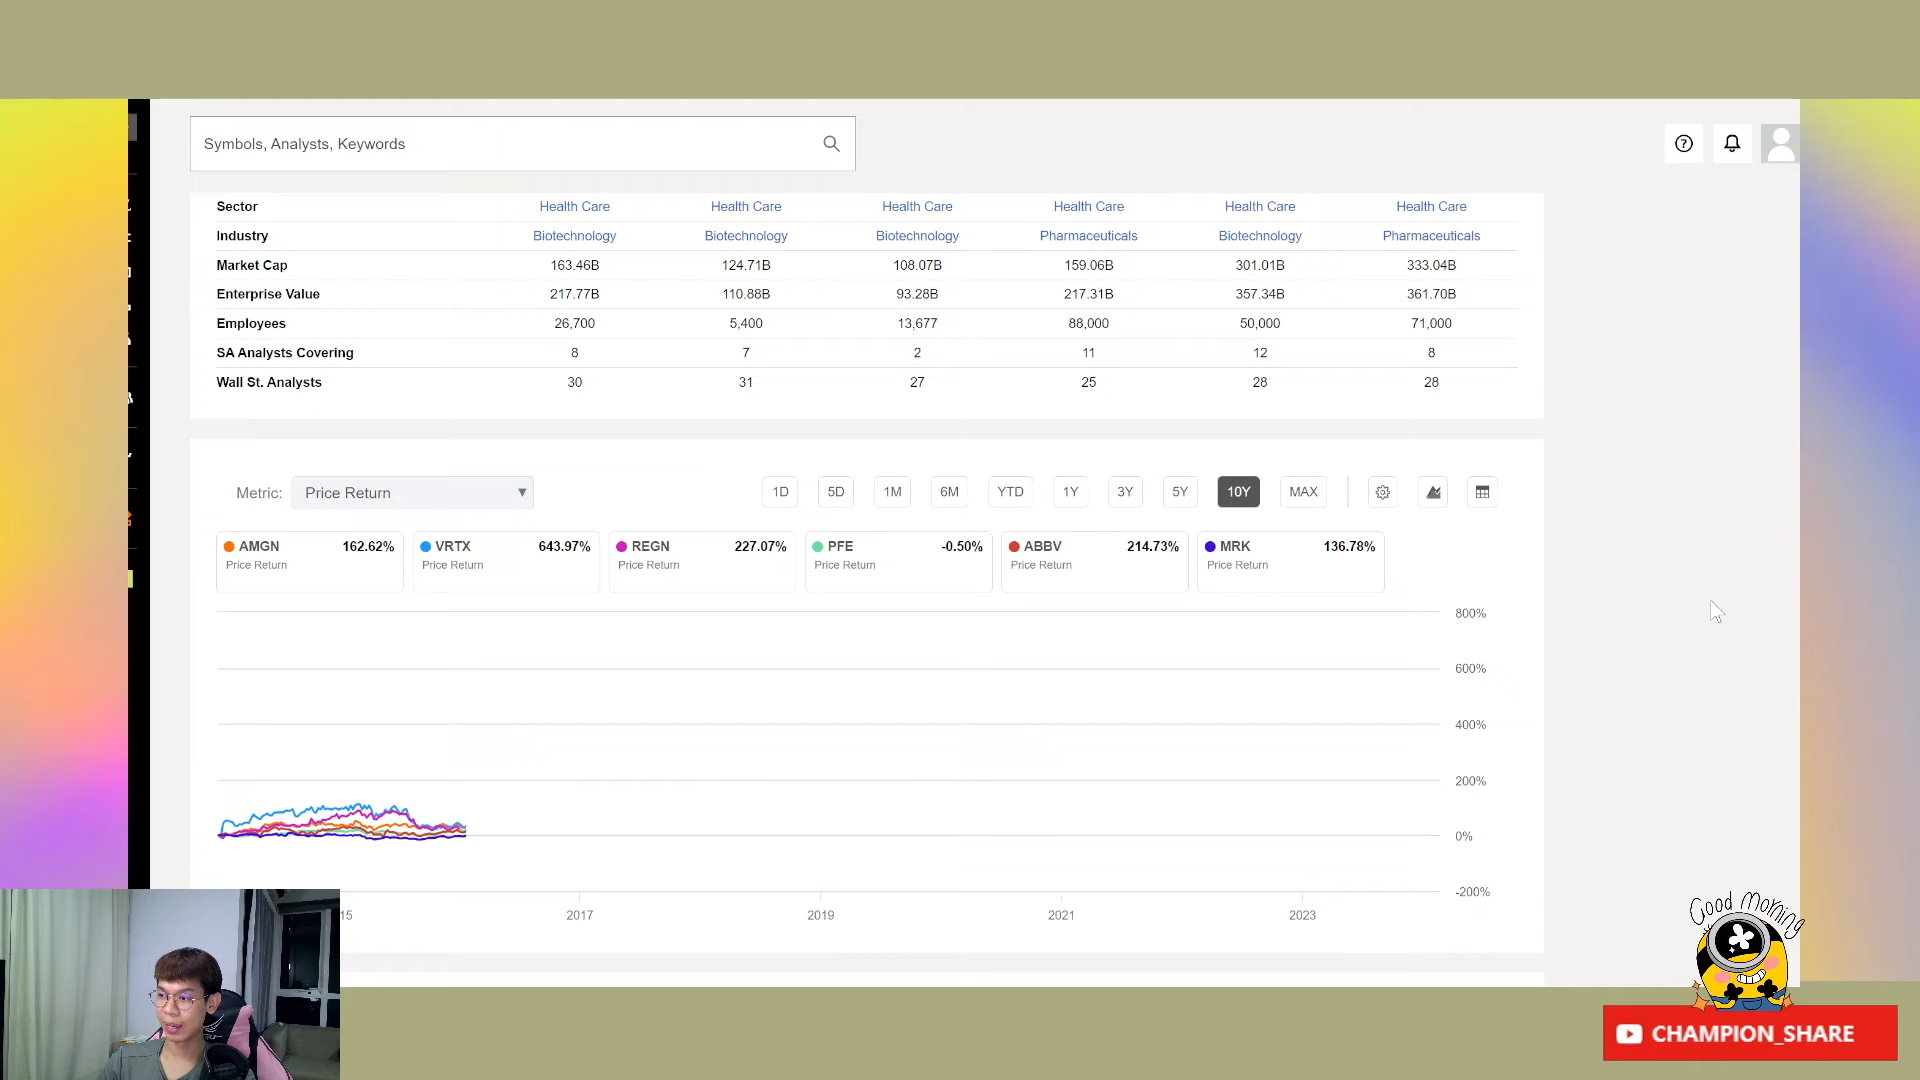 Symbols, Analysts, Keywords
Sector Health Care Health Care Health Care Health Care Health Care Health Care
Industry Biotechnology Biotechnology Biotechnology Pharmaceuticals Biotechnology Pharmaceuticals
Market Cap 163.46B 124.71B 108.07B 159.06B 301.01B 333.04B
Enterprise Value 217.77B 110.88B 93.28B 217.31B 357.34B 361.70B
Employees 26,700 5,400 13,677 88,000 50,000 71,000
SA Analysts Covering 8 7 2 11 12 8
Wall St. Analysts 30 31 27 25 28 28
Metric: Price Return 1D 5D 1M 6M YTD 1Y 3Y 5Y 10Y MAX
AMGN 162.62% VRTX 643.97% REGN 227.07% PFE -0.50% ABBV 214.73% MRK 136.78%
Price Return Price Return Price Return Price Return Price Return Price Return
800%
600%
400%
200%
0%
-200%
15 2017 2019 2021 2023
Good Morning
CHAMPION_SHARE